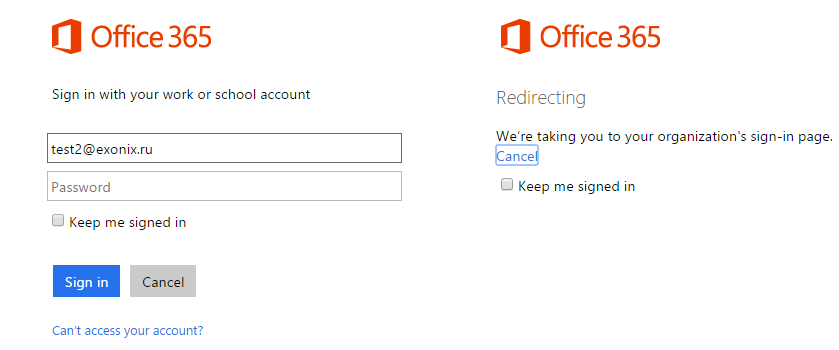 Office 365
Sign in with your work or school account
test2@exonix.ru
Password
Keep me signed in
Sign in
Cancel
Can't access your account?
Office 365
Redirecting
We're taking you to your organization's sign-in page.
Cancel
Keep me signed in